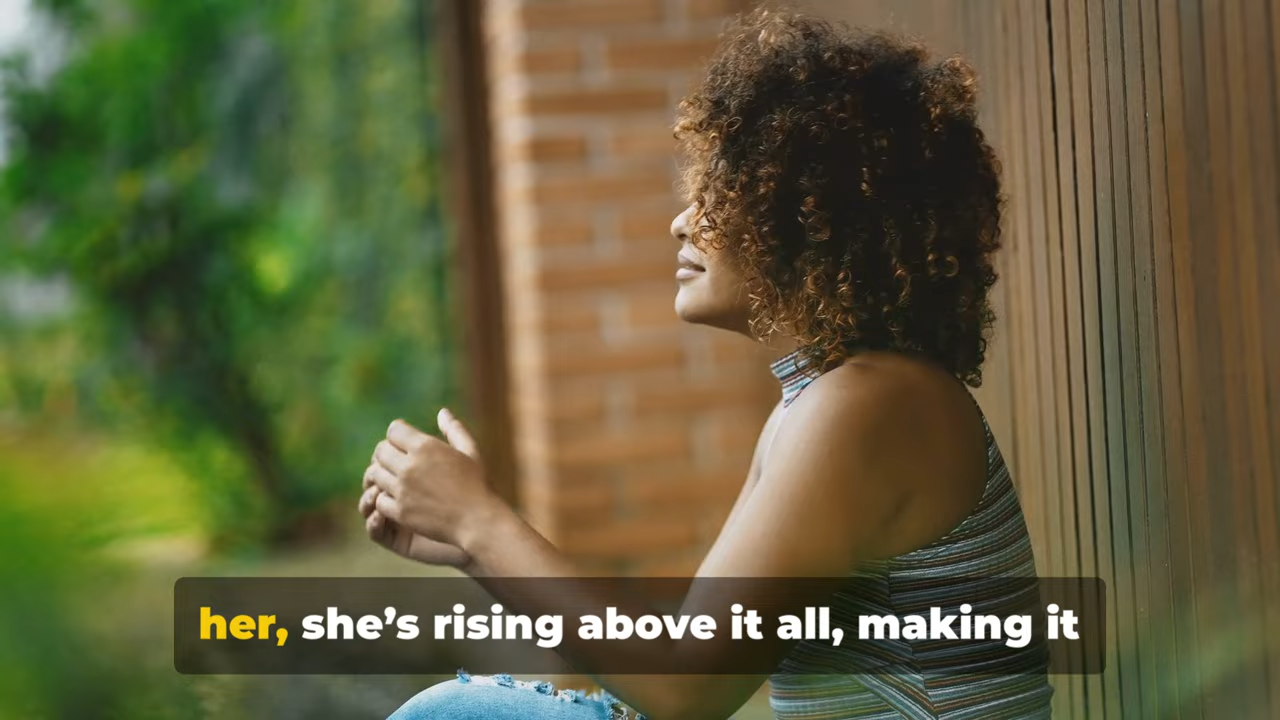 her, she’s rising above it all, making it